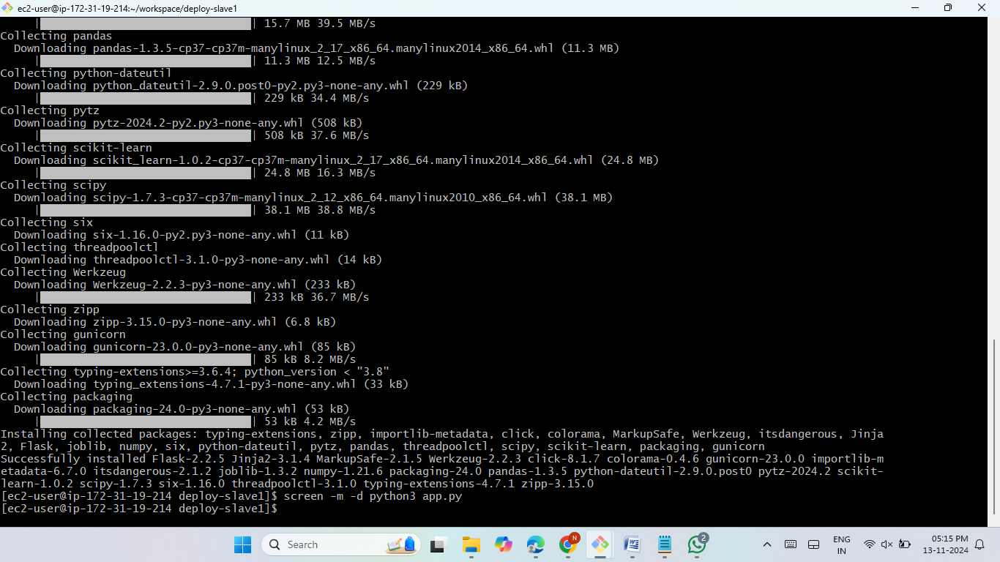 ec2-user@ip-172-31-19-214:~/workspace/deploy-slave1
| | 15.7 MB 39.5 MB/s
Collecting pandas
Downloading pandas-1.3.5-cp37-cp37m-manylinux_2_17_x86_64.manylinux2014_x86_64.whl (11.3 MB)
| | 11.3 MB 12.5 MB/s
Collecting python-dateutil
Downloading python_dateutil-2.9.0.post0-py2.py3-none-any.whl (229 kB)
| | 229 kB 34.4 MB/s
Collecting pytz
Downloading pytz-2024.2-py2.py3-none-any.whl (508 kB)
| | 508 kB 37.6 MB/s
Collecting scikit-learn
Downloading scikit_learn-1.0.2-cp37-cp37m-manylinux_2_17_x86_64.manylinux2014_x86_64.whl (24.8 MB)
| | 24.8 MB 16.3 MB/s
Collecting scipy
Downloading scipy-1.7.3-cp37-cp37m-manylinux_2_12_x86_64.manylinux2010_x86_64.whl (38.1 MB)
| | 38.1 MB 38.8 MB/s
Collecting six
Downloading six-1.16.0-py2.py3-none-any.whl (11 kB)
Collecting threadpoolctl
Downloading threadpoolctl-3.1.0-py3-none-any.whl (14 kB)
Collecting Werkzeug
Downloading Werkzeug-2.2.3-py3-none-any.whl (233 kB)
| | 233 kB 36.7 MB/s
Collecting zipp
Downloading zipp-3.15.0-py3-none-any.whl (6.8 kB)
Collecting gunicorn
Downloading gunicorn-23.0.0-py3-none-any.whl (85 kB)
| | 85 kB 8.2 MB/s
Collecting typing-extensions>=3.6.4; python_version < "3.8"
Downloading typing_extensions-4.7.1-py3-none-any.whl (33 kB)
Collecting packaging
Downloading packaging-24.0-py3-none-any.whl (53 kB)
| | 53 kB 4.2 MB/s
Installing collected packages: typing-extensions, zipp, importlib-metadata, click, colorama, MarkupSafe, Werkzeug, itsdangerous, Jinja
2, Flask, joblib, numpy, six, python-dateutil, pytz, pandas, threadpoolctl, scipy, scikit-learn, packaging, gunicorn
Successfully installed Flask-2.2.5 Jinja2-3.1.4 MarkupSafe-2.1.5 Werkzeug-2.2.3 click-8.1.7 colorama-0.4.6 gunicorn-23.0.0 importlib-m
etadata-6.7.0 itsdangerous-2.1.2 joblib-1.3.2 numpy-1.21.6 packaging-24.0 pandas-1.3.5 python-dateutil-2.9.0.post0 pytz-2024.2 scikit-
learn-1.0.2 scipy-1.7.3 six-1.16.0 threadpoolctl-3.1.0 typing-extensions-4.7.1 zipp-3.15.0
[ec2-user@ip-172-31-19-214 deploy-slave1]$ screen -m -d python3 app.py
[ec2-user@ip-172-31-19-214 deploy-slave1]$
Search
N
2
ENG
IN
05:15 PM
13-11-2024